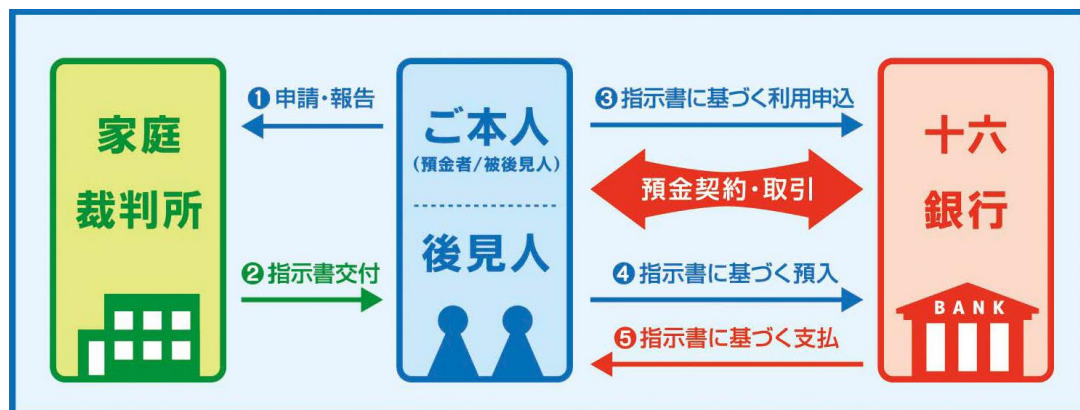 家庭
裁判所
❶申請・報告
❷指示書交付
ご本人
(預金者/被後見人)
後見人
❸指示書に基づく利用申込
預金契約・取引
❹指示書に基づく預入
❺指示書に基づく支払
十六
銀行
BANK